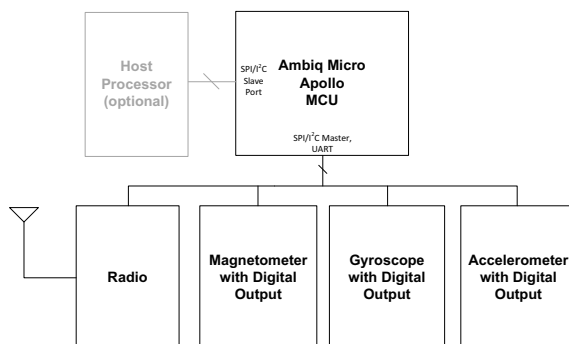 Host
Processor
(optional)
SPI/I²C
Slave
Port
Ambiq Micro
Apollo
MCU
SPI/I²C Master,
UART
Radio
Magnetometer
with Digital
Output
Gyroscope
with Digital
Output
Accelerometer
with Digital
Output